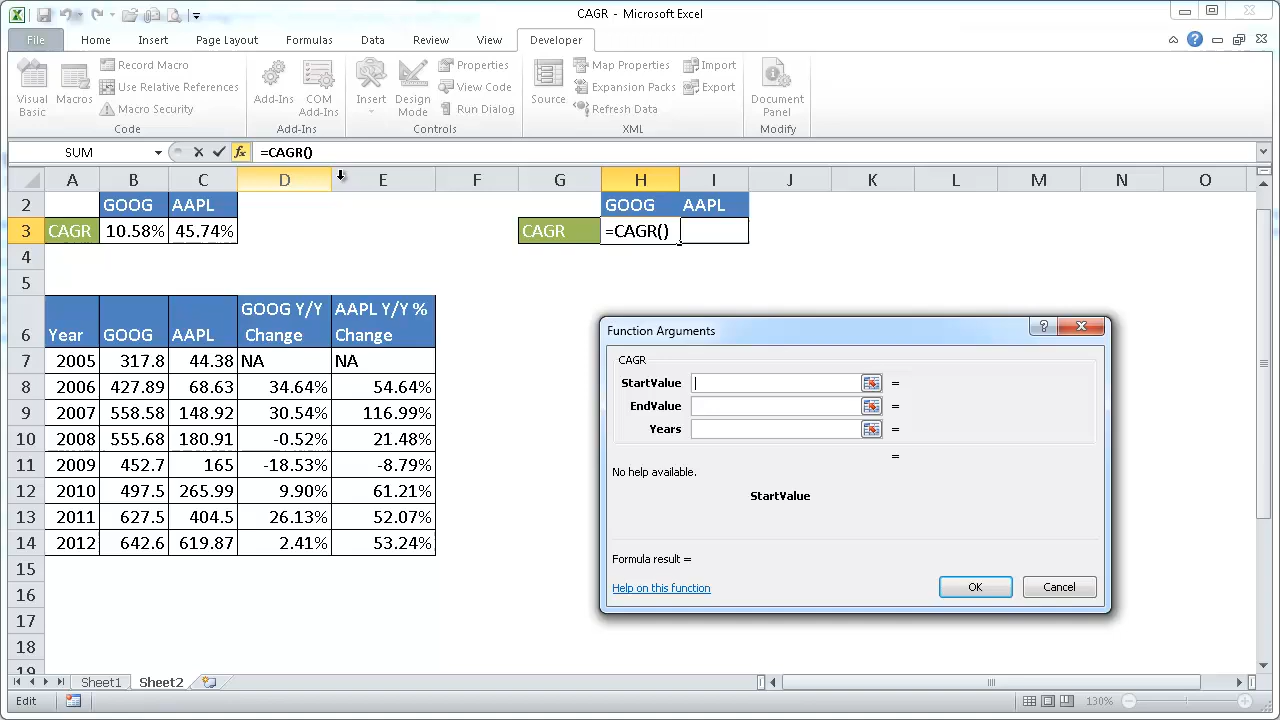 CAGR - Microsoft Excel
File Home Insert Page Layout Formulas Data Review View Developer
Visual Basic
Macros
Record Macro
Use Relative References
Macro Security
Code
Add-Ins
COM Add-Ins
Add-Ins
Insert
Design Mode
Properties
View Code
Run Dialog
Controls
Source
Map Properties
Expansion Packs
Refresh Data
Import
Export
XML
Document Panel
Modify
SUM fx =CAGR()
A B C D E F G H I J K L M N O
2 GOOG AAPL GOOG AAPL
3 CAGR 10.58% 45.74% CAGR =CAGR()
4
5
6 Year GOOG AAPL GOOG Y/Y Change AAPL Y/Y % Change
7 2005 317.8 44.38 NA NA
8 2006 427.89 68.63 34.64% 54.64%
9 2007 558.58 148.92 30.54% 116.99%
10 2008 555.68 180.91 -0.52% 21.48%
11 2009 452.7 165 -18.53% -8.79%
12 2010 497.5 265.99 9.90% 61.21%
13 2011 627.5 404.5 26.13% 52.07%
14 2012 642.6 619.87 2.41% 53.24%
15
16
17
18
19
Function Arguments
CAGR
StartValue =
EndValue =
Years =
=
No help available.
StartValue
Formula result =
Help on this function
OK Cancel
Sheet1 Sheet2
Edit 130%